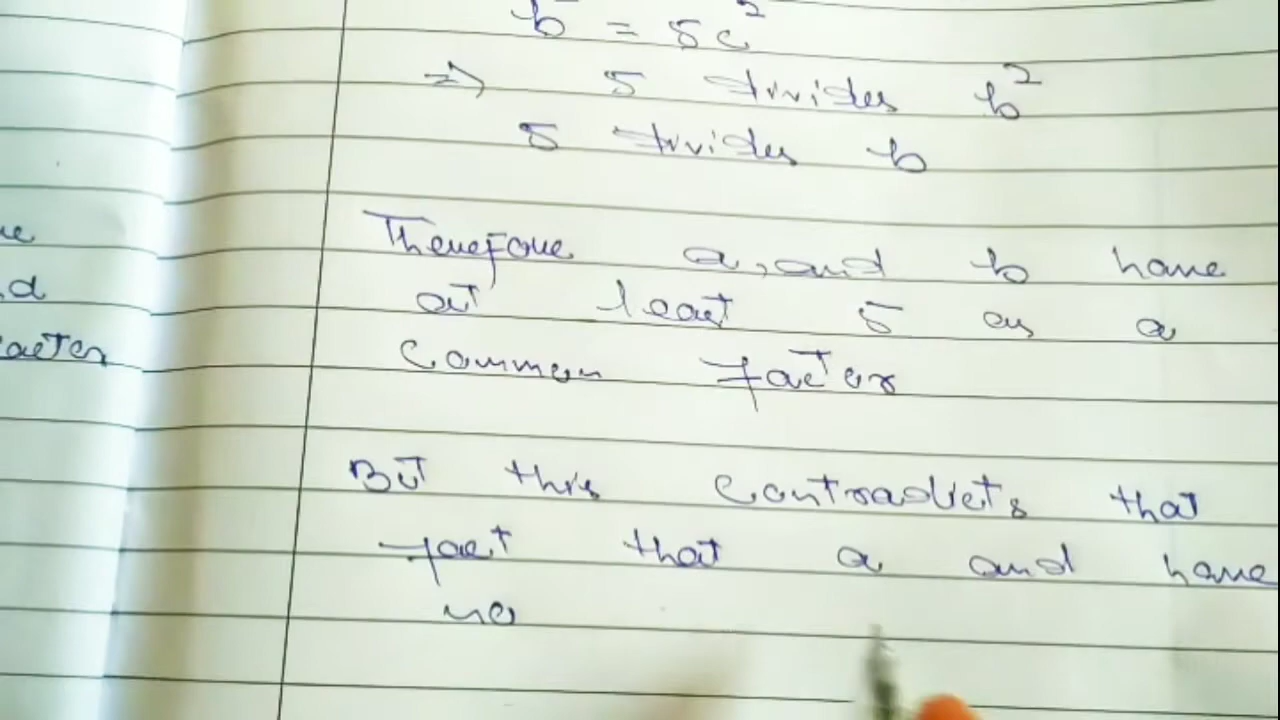 b² = 5c²
⇒ 5 divides b²
5 divides b
Therefore a, and b have
at least 5 as a
common factor
But this contradicts that
fact that a and have
no